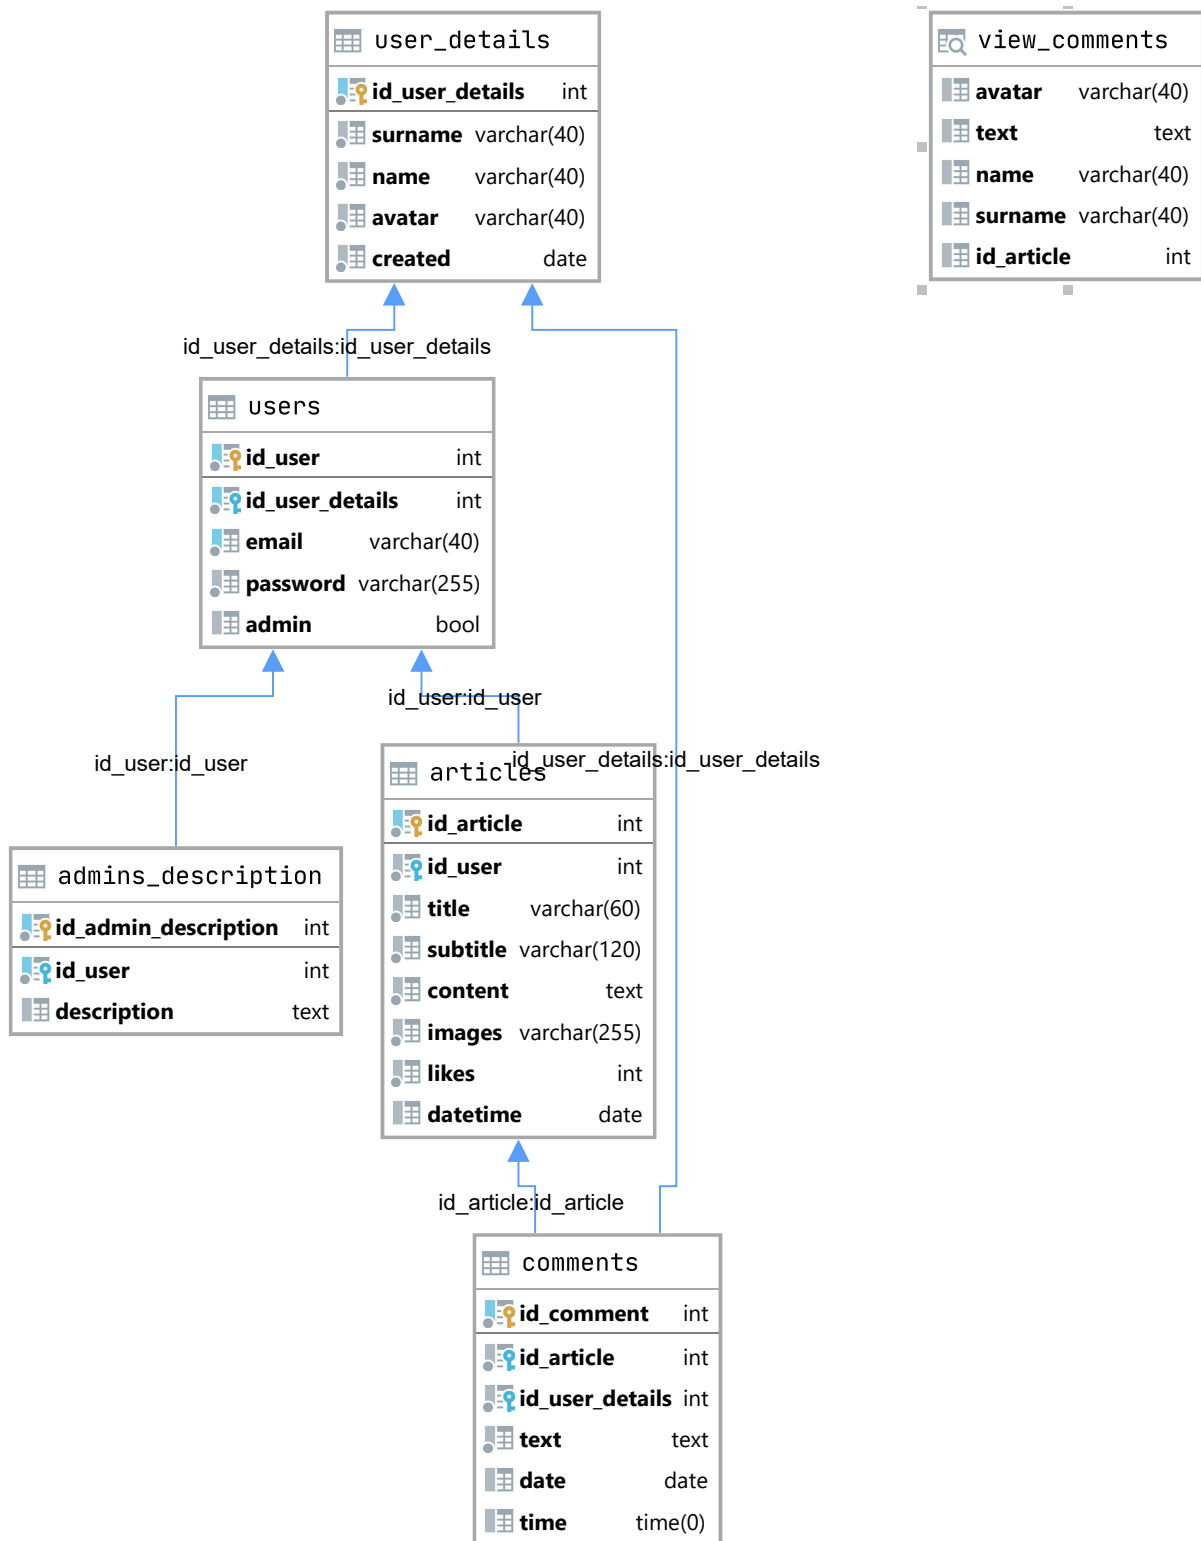 user_details
id_user_details int
surname varchar(40)
name varchar(40)
avatar varchar(40)
created date
view_comments
avatar varchar(40)
text text
name varchar(40)
surname varchar(40)
id_article int
id_user_details:id_user_details
users
id_user int
id_user_details int
email varchar(40)
password varchar(255)
admin bool
id_user:id_user
id_user:id_user
id_user_details:id_user_details
articles
id_article int
id_user int
title varchar(60)
subtitle varchar(120)
content text
images varchar(255)
likes int
datetime date
admins_description
id_admin_description int
id_user int
description text
id_article:id_article
comments
id_comment int
id_article int
id_user_details int
text text
date date
time time(0)